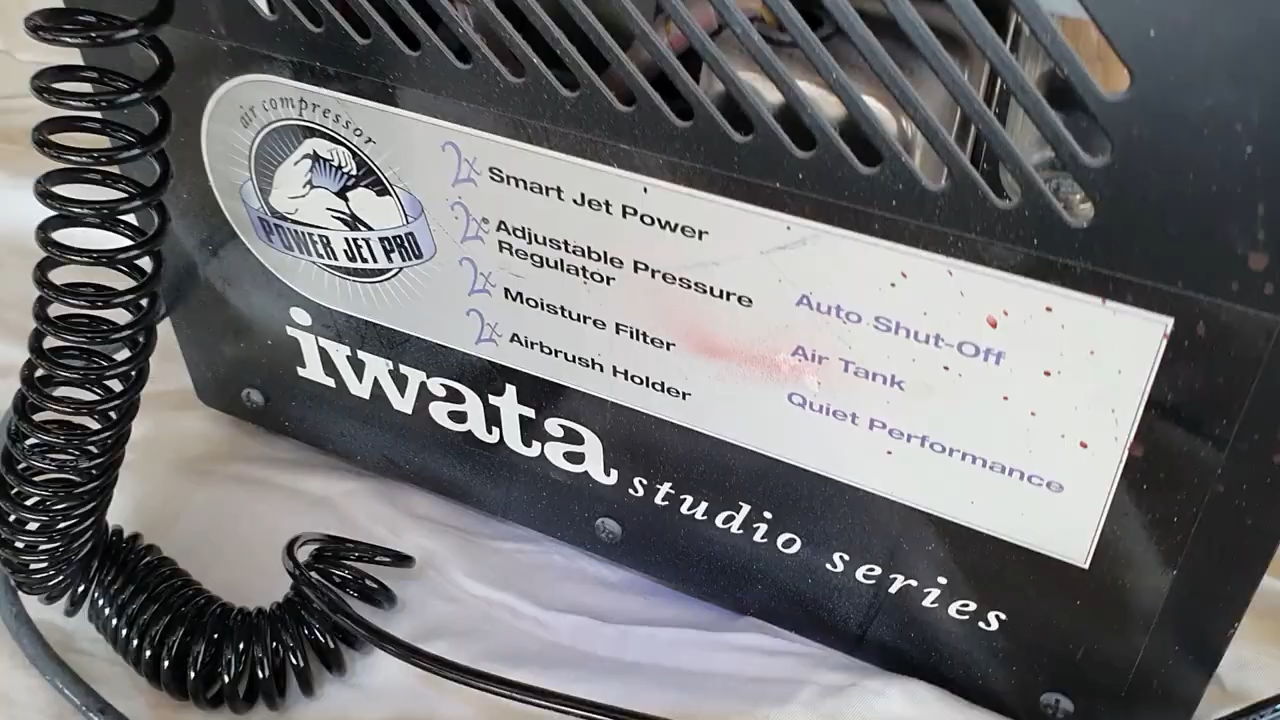 air compressor
POWER JET PRO
2x Smart Jet Power
2x Adjustable Pressure
Regulator
2x Moisture Filter
2x Airbrush Holder
Auto Shut-Off
Air Tank
Quiet Performance
iwata
studio series